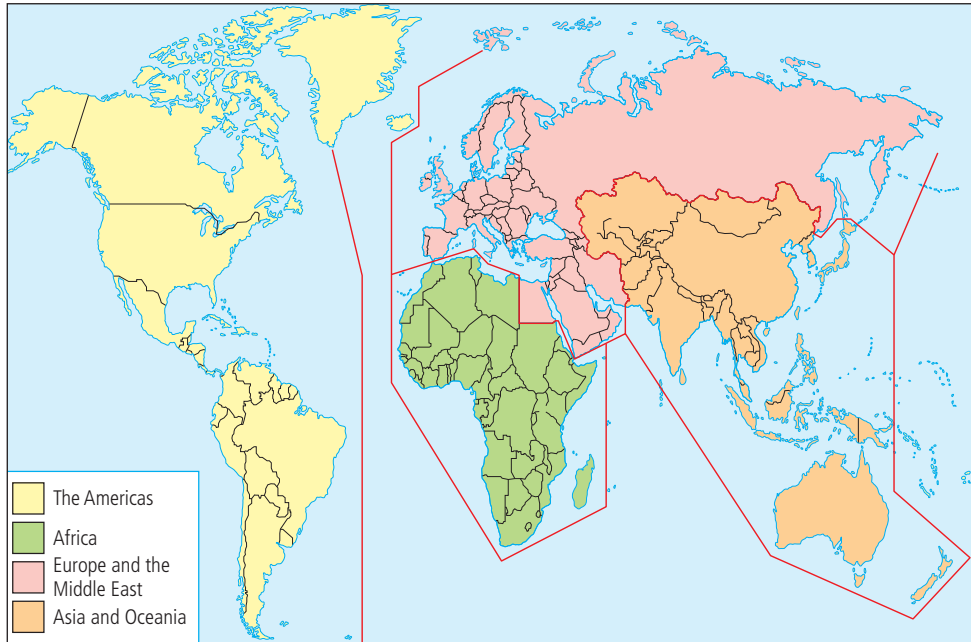 The Americas
Africa
Europe and the
Middle East
Asia and Oceania